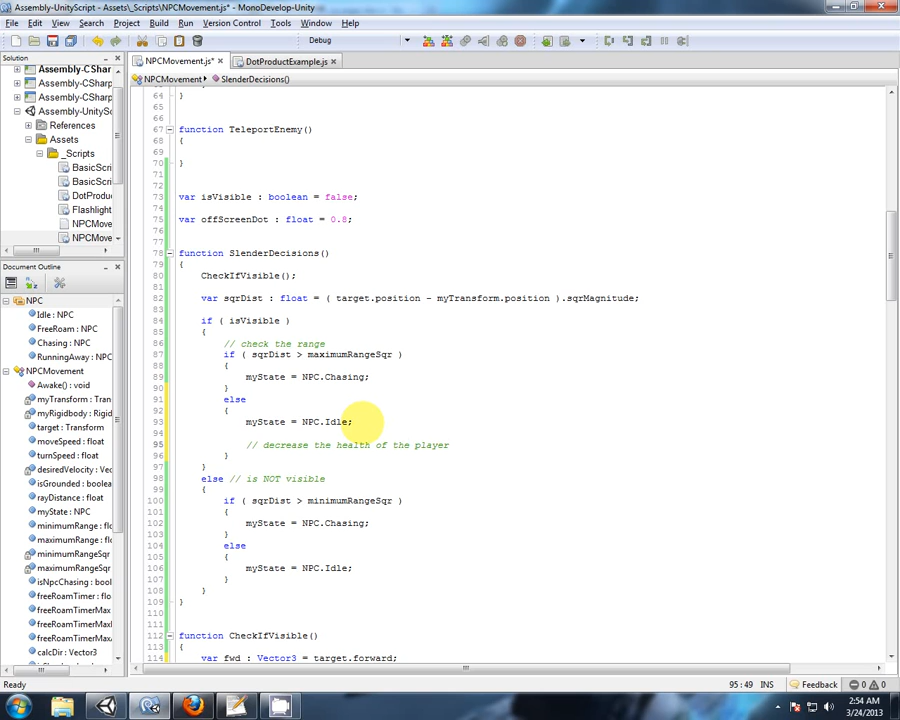 Assembly-UnityScript - Assets\_Scripts\NPCMovement.js* - MonoDevelop-Unity
File Edit View Search Project Build Run Version Control Tools Window Help
Debug
Solution
NPCMovement.js* DotProductExample.js
NPCMovement SlenderDecisions()
Assembly-CShar
Assembly-CSharp
Assembly-CSharp
Assembly-UnitySc
References
Assets
_Scripts
BasicScri
BasicScri
DotProdu
Flashlight
NPCMove
NPCMove
Document Outline
NPC
Idle : NPC
FreeRoam : NPC
Chasing : NPC
RunningAway : NPC
NPCMovement
Awake() : void
myTransform : Tran
myRigidbody : Rigid
target : Transform
moveSpeed : float
turnSpeed : float
desiredVelocity : Ve
isGrounded : boolea
rayDistance : float
myState : NPC
minimumRange : flo
maximumRange : fl
minimumRangeSqr
maximumRangeSqr
isNpcChasing : bool
freeRoamTimer : flo
freeRoamTimerMax
freeRoamTimerMax
freeRoamTimerMax
calcDir : Vector3
64 }
65
66
67 function TeleportEnemy()
68 {
69
70 }
71
72
73 var isVisible : boolean = false;
74
75 var offScreenDot : float = 0.8;
76
77
78 function SlenderDecisions()
79 {
80 CheckIfVisible();
81
82 var sqrDist : float = ( target.position - myTransform.position ).sqrMagnitude;
83
84 if ( isVisible )
85 {
86 // check the range
87 if ( sqrDist > maximumRangeSqr )
88 {
89 myState = NPC.Chasing;
90 }
91 else
92 {
93 myState = NPC.Idle;
94
95 // decrease the health of the player
96 }
97 }
98 else // is NOT visible
99 {
100 if ( sqrDist > minimumRangeSqr )
101 {
102 myState = NPC.Chasing;
103 }
104 else
105 {
106 myState = NPC.Idle;
107 }
108 }
109 }
110
111
112 function CheckIfVisible()
113 {
114 var fwd : Vector3 = target.forward;
Ready
95 : 49 INS
Feedback
0 0
2:54 AM
3/24/2013